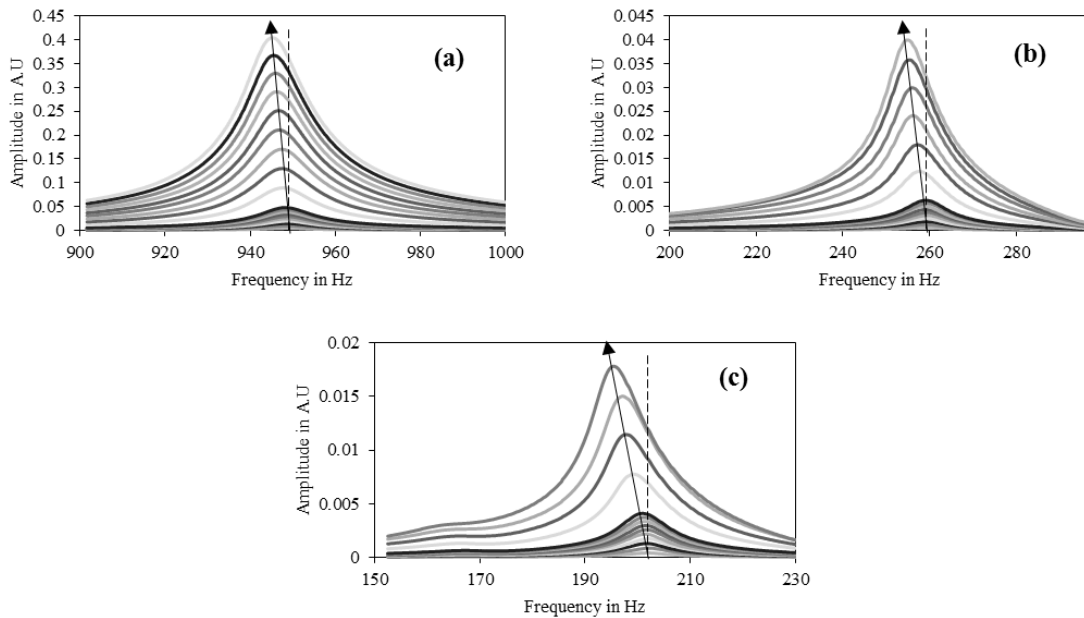 (a)
Amplitude in A.U
0.45
0.4
0.35
0.3
0.25
0.2
0.15
0.1
0.05
0
900 920 940 960 980 1000
Frequency in Hz
(b)
Amplitude in A.U
0.045
0.04
0.035
0.03
0.025
0.02
0.015
0.01
0.005
0
200 220 240 260 280
Frequency in Hz
(c)
Amplitude in A.U
0.02
0.015
0.01
0.005
0
150 170 190 210 230
Frequency in Hz